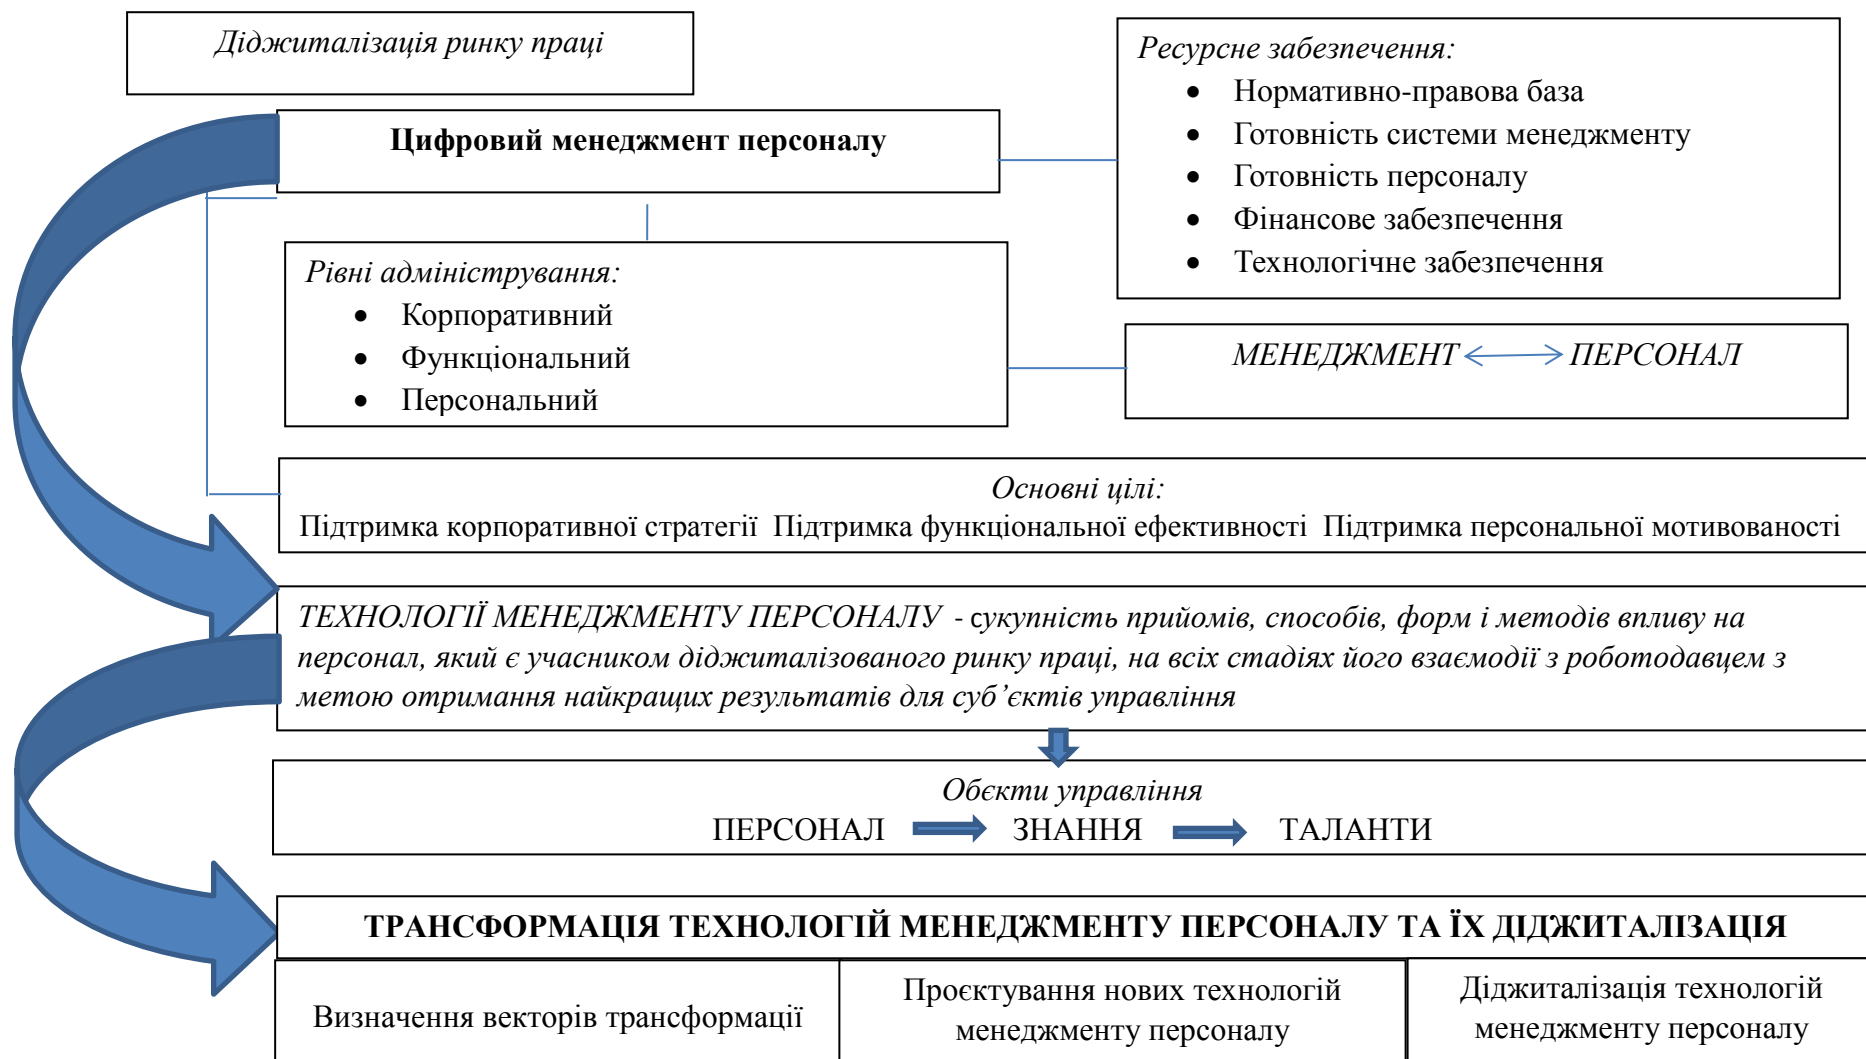 Діджиталізація ринку праці
Ресурсне забезпечення:
• Нормативно-правова база
• Готовність системи менеджменту
• Готовність персоналу
• Фінансове забезпечення
• Технологічне забезпечення
Цифровий менеджмент персоналу
Рівні адміністрування:
• Корпоративний
• Функціональний
• Персональний
МЕНЕДЖМЕНТ ПЕРСОНАЛ
Основні цілі:
Підтримка корпоративної стратегії Підтримка функціональної ефективності Підтримка персональної мотивованості
ТЕХНОЛОГІЇ МЕНЕДЖМЕНТУ ПЕРСОНАЛУ - сукупність прийомів, способів, форм і методів впливу на
персонал, який є учасником діджиталізованого ринку праці, на всіх стадіях його взаємодії з роботодавцем з
метою отримання найкращих результатів для суб’єктів управління
Обєкти управління
ПЕРСОНАЛ ЗНАННЯ ТАЛАНТИ
ТРАНСФОРМАЦІЯ ТЕХНОЛОГІЙ МЕНЕДЖМЕНТУ ПЕРСОНАЛУ ТА ЇХ ДІДЖИТАЛІЗАЦІЯ
Визначення векторів трансформації
Проєктування нових технологій
менеджменту персоналу
Діджиталізація технологій
менеджменту персоналу